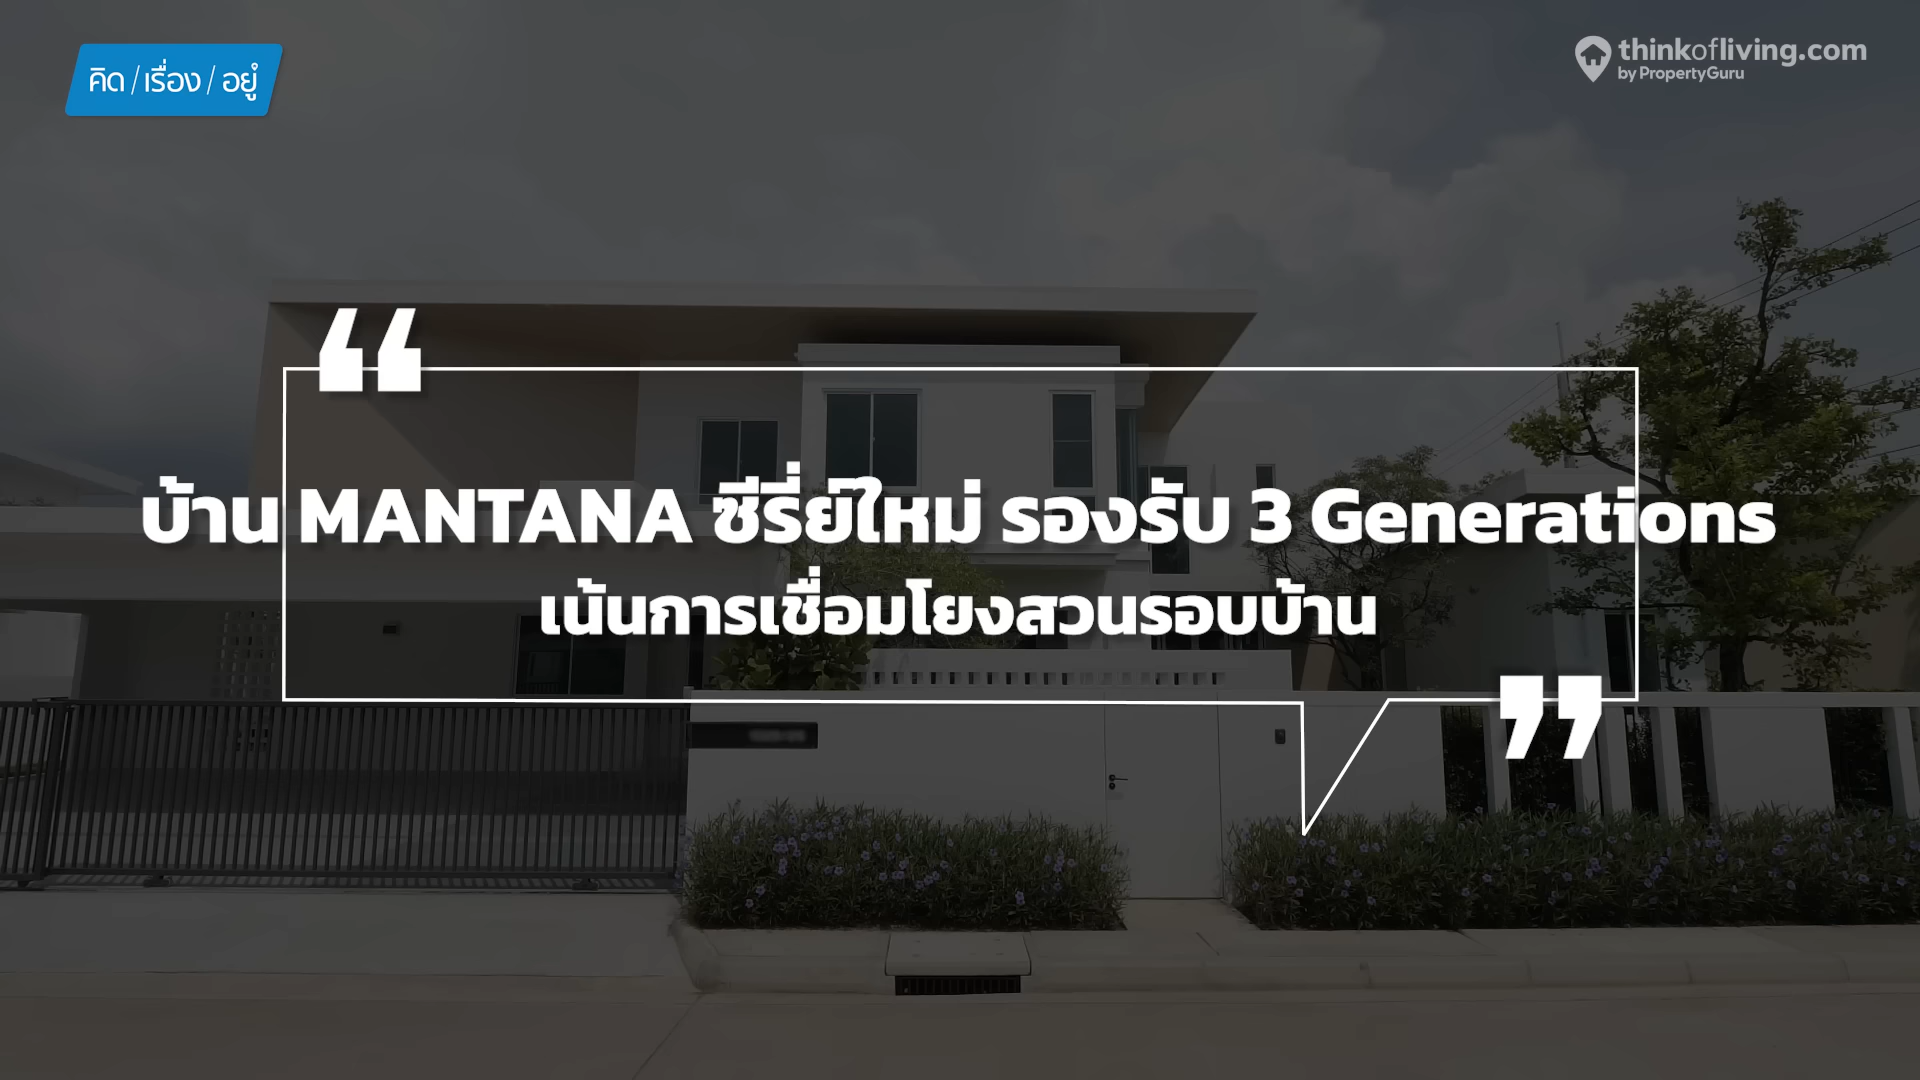 คิด / เรื่อง / อยู่
thinkofliving.com
by PropertyGuru
บ้าน MANTANA ซีรี่ย์ใหม่ รองรับ 3 Generations
เน้นการเชื่อมโยงสวนรอบบ้าน